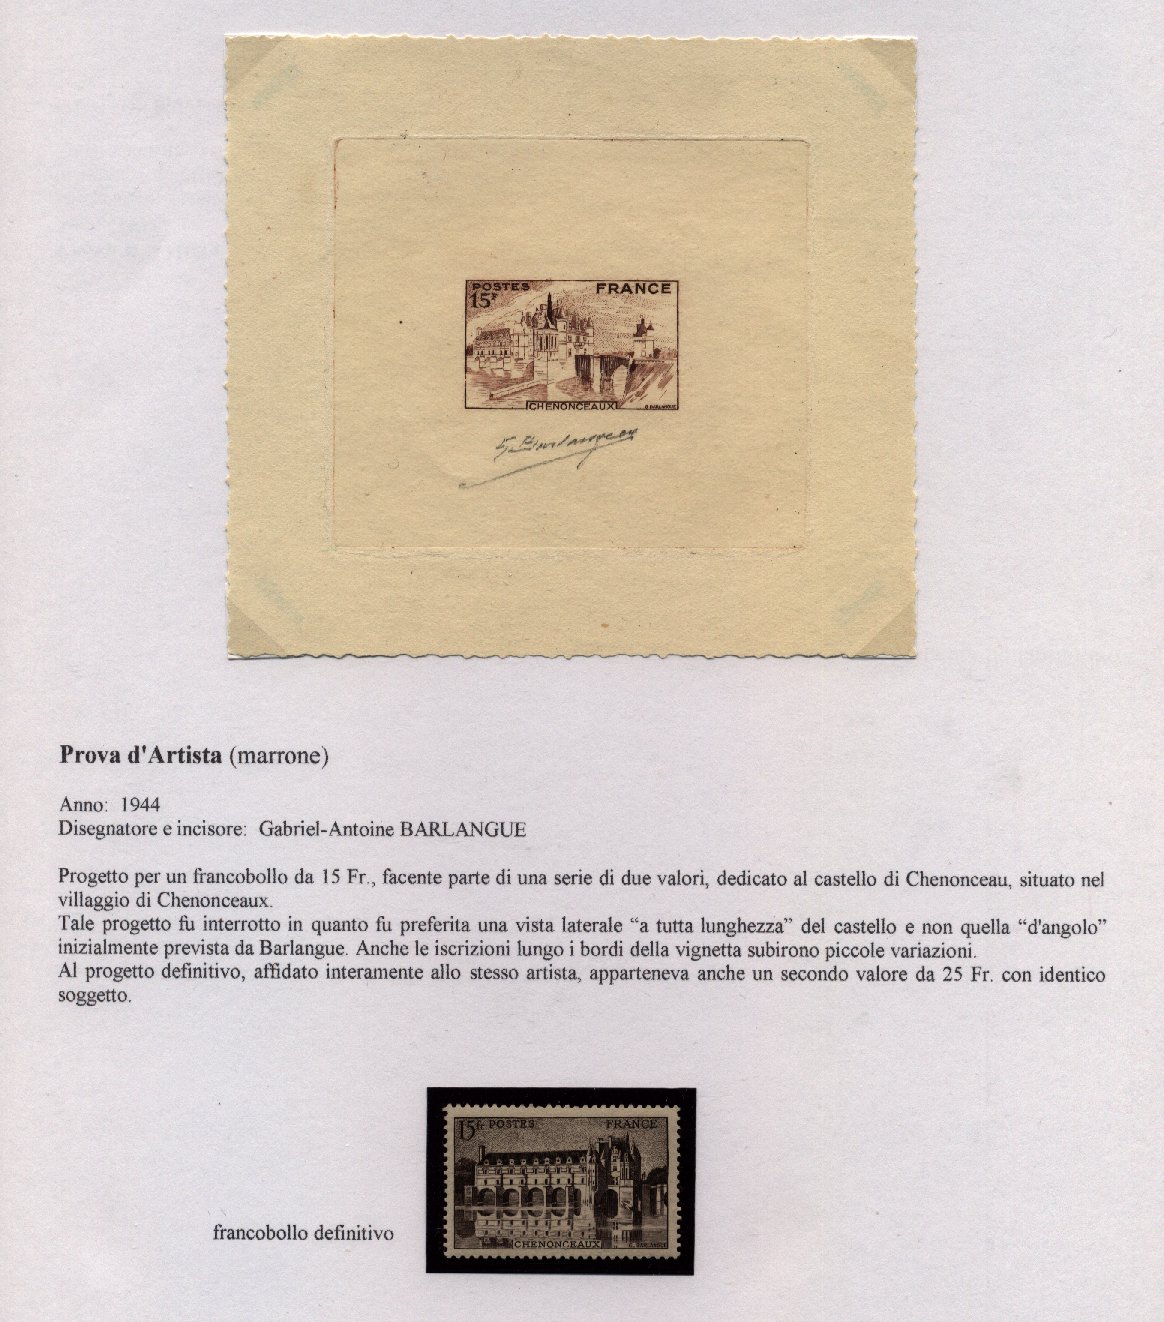 POSTES FRANCE
15F
CHENONCEAUX G. BARLANGUE
G. Barlangue
Prova d'Artista (marrone)
Anno: 1944
Disegnatore e incisore: Gabriel-Antoine BARLANGUE
Progetto per un francobollo da 15 Fr., facente parte di una serie di due valori, dedicato al castello di Chenonceau, situato nel
villaggio di Chenonceaux.
Tale progetto fu interrotto in quanto fu preferita una vista laterale “a tutta lunghezza” del castello e non quella “d'angolo”
inizialmente prevista da Barlangue. Anche le iscrizioni lungo i bordi della vignetta subirono piccole variazioni.
Al progetto definitivo, affidato interamente allo stesso artista, apparteneva anche un secondo valore da 25 Fr. con identico
soggetto.
15f POSTES FRANCE
CHENONCEAUX G. BARLANGUE
francobollo definitivo